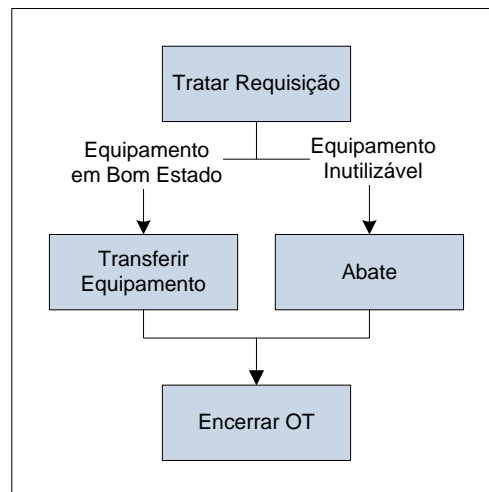 Tratar Requisição
Equipamento
em Bom Estado
Equipamento
Inutilizável
Transferir
Equipamento
Abate
Encerrar OT